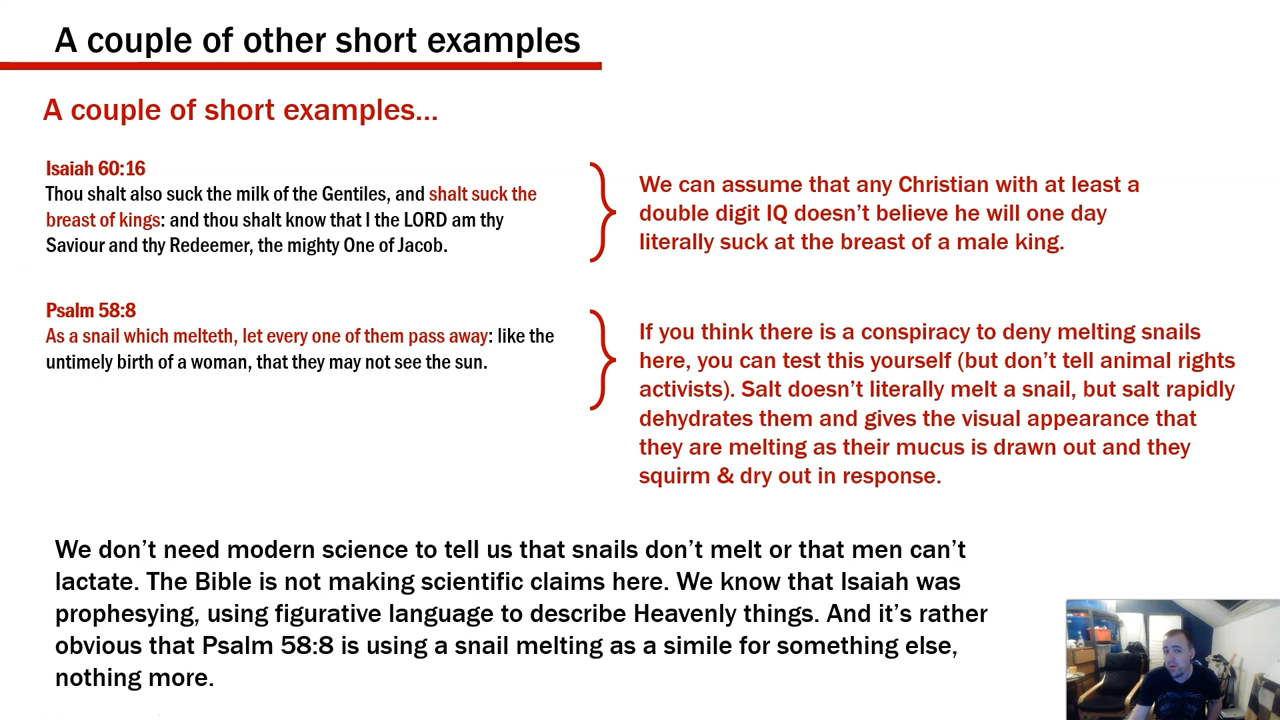 A couple of other short examples
A couple of short examples...
Isaiah 60:16
Thou shalt also suck the milk of the Gentiles, and shalt suck the
breast of kings: and thou shalt know that I the LORD am thy
Saviour and thy Redeemer, the mighty One of Jacob.
We can assume that any Christian with at least a
double digit IQ doesn't believe he will one day
literally suck at the breast of a male king.
Psalm 58:8
As a snail which melteth, let every one of them pass away: like the
untimely birth of a woman, that they may not see the sun.
If you think there is a conspiracy to deny melting snails
here, you can test this yourself (but don't tell animal rights
activists). Salt doesn't literally melt a snail, but salt rapidly
dehydrates them and gives the visual appearance that
they are melting as their mucus is drawn out and they
squirm & dry out in response.
We don't need modern science to tell us that snails don't melt or that men can't
lactate. The Bible is not making scientific claims here. We know that Isaiah was
prophesying, using figurative language to describe Heavenly things. And it's rather
obvious that Psalm 58:8 is using a snail melting as a simile for something else,
nothing more.